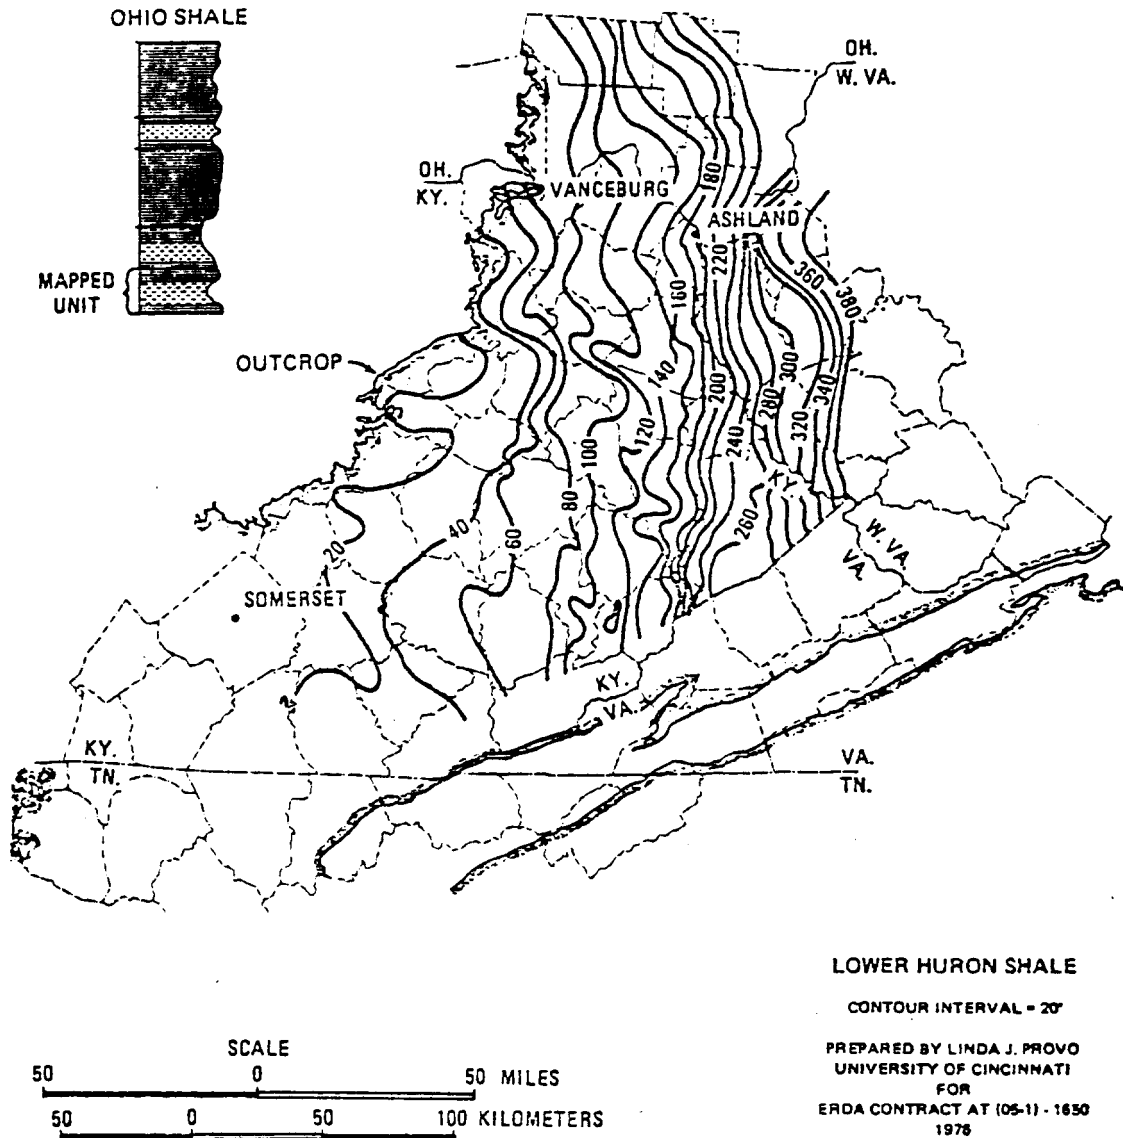 OHIO SHALE
MAPPED
UNIT
OH.
W. VA.
OH.
KY.
VANCEBURG
180
ASHLAND
220
160
360
380
OUTCROP
140
200
300
280
340
120
320
100
240
KY.
80
40
260
60
W. VA.
VA.
20
SOMERSET
KY.
VA.
KY.
TN.
VA.
TN.
LOWER HURON SHALE
CONTOUR INTERVAL = 20'
PREPARED BY LINDA J. PROVO
UNIVERSITY OF CINCINNATI
FOR
ERDA CONTRACT AT (05-1) - 1650
SCALE
50 0 50 MILES
50 0 50 100 KILOMETERS